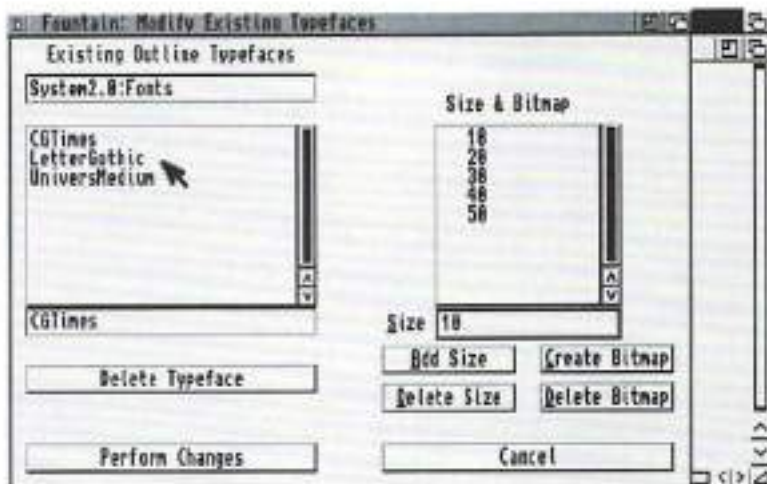 Fountain: Modify Existing Typefaces
Existing Outline Typefaces
System2.0:Fonts
CGTimes
LetterGothic
UniversMedium
CGTimes
Delete Typeface
Perform Changes
Size & Bitmap
10
20
30
40
50
Size 10
Add Size
Create Bitmap
Delete Size
Delete Bitmap
Cancel